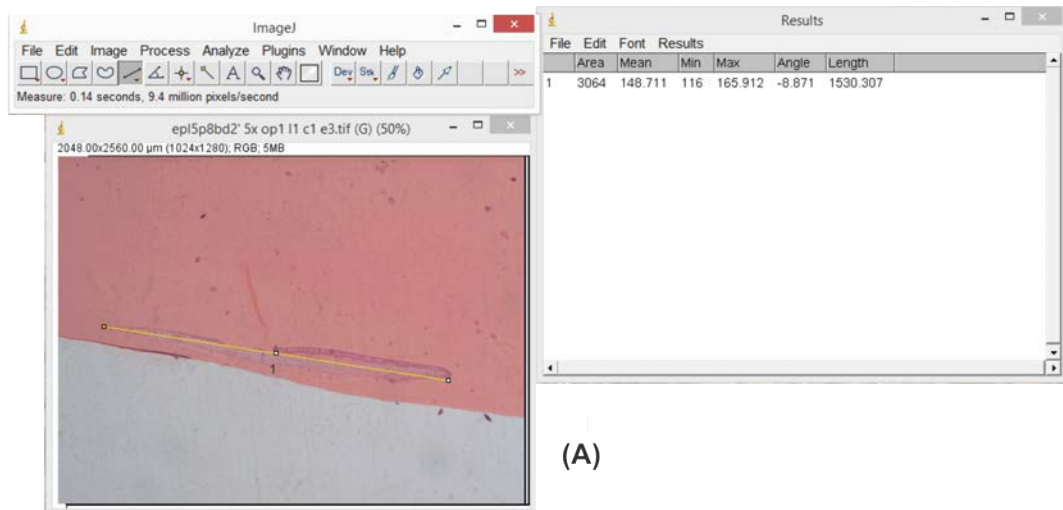 ImageJ
File Edit Image Process Analyze Plugins Window Help
A Dev Stk >>
Measure: 0.14 seconds, 9.4 million pixels/second
epl5p8bd2' 5x op1 l1 c1 e3.tif (G) (50%)
2048.00x2560.00 µm (1024x1280); RGB; 5MB
1
Results
File Edit Font Results
Area Mean Min Max Angle Length
1 3064 148.711 116 165.912 -8.871 1530.307
(A)